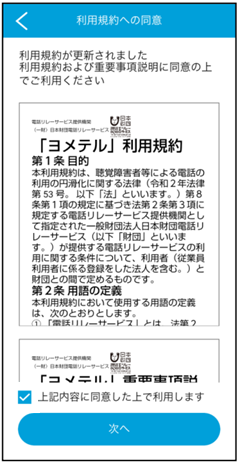 利用規約への同意
利用規約が更新されました
利用規約および重要事項説明に同意の上
でご利用ください
電話リレーサービス提供機関
(一財)日本財団電話リレーサービス
「ヨメテル」利用規約
第1条 目的
本利用規約は、聴覚障害者等による電話の
利用の円滑化に関する法律（令和2年法律
第53号。以下「法」といいます。）第8
条第1項の規定に基づき法第2条第3項に
規定する電話リレーサービス提供機関とし
て指定された一般財団法人日本財団電話リ
レーサービス（以下「財団」といいま
す。）が提供する電話リレーサービスの利
用に関する条件について、利用者（従業員
利用者に係る登録をした法人を含む。）と
財団との間で定めるものです。
第2条 用語の定義
本利用規約において使用する用語の定義
は、次のとおりとします。
①「電話リレーサービス」とは、法第2
電話リレーサービス提供機関
(一財)日本財団電話リレーサービス
「ヨメテル」重要事項説
上記内容に同意した上で利用します
次へ